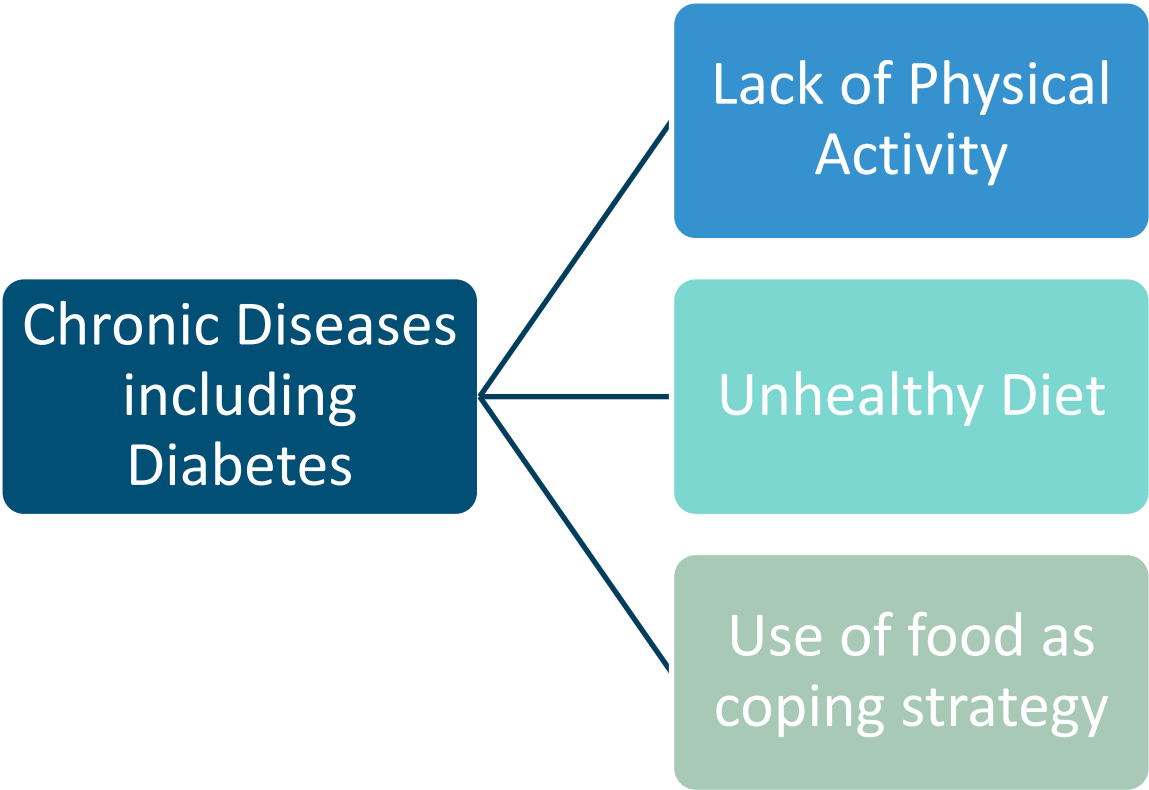 Lack of Physical
Activity
Chronic Diseases
including
Diabetes
Unhealthy Diet
Use of food as
coping strategy